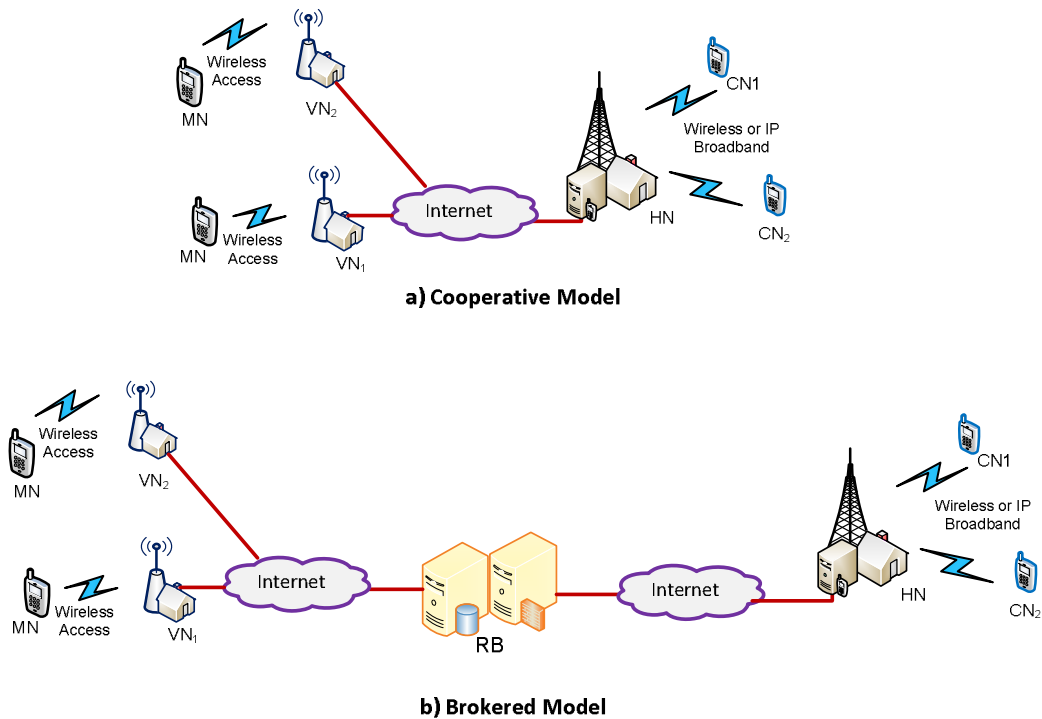 CN1
Wireless
Access
MN
VN₂
Wireless or IP
Broadband
Internet
HN
MN
Wireless
Access
VN₁
CN₂
a) Cooperative Model
CN1
Wireless
Access
MN
VN₂
Wireless or IP
Broadband
Internet
Internet
HN
MN
Wireless
Access
VN₁
CN₂
RB
b) Brokered Model